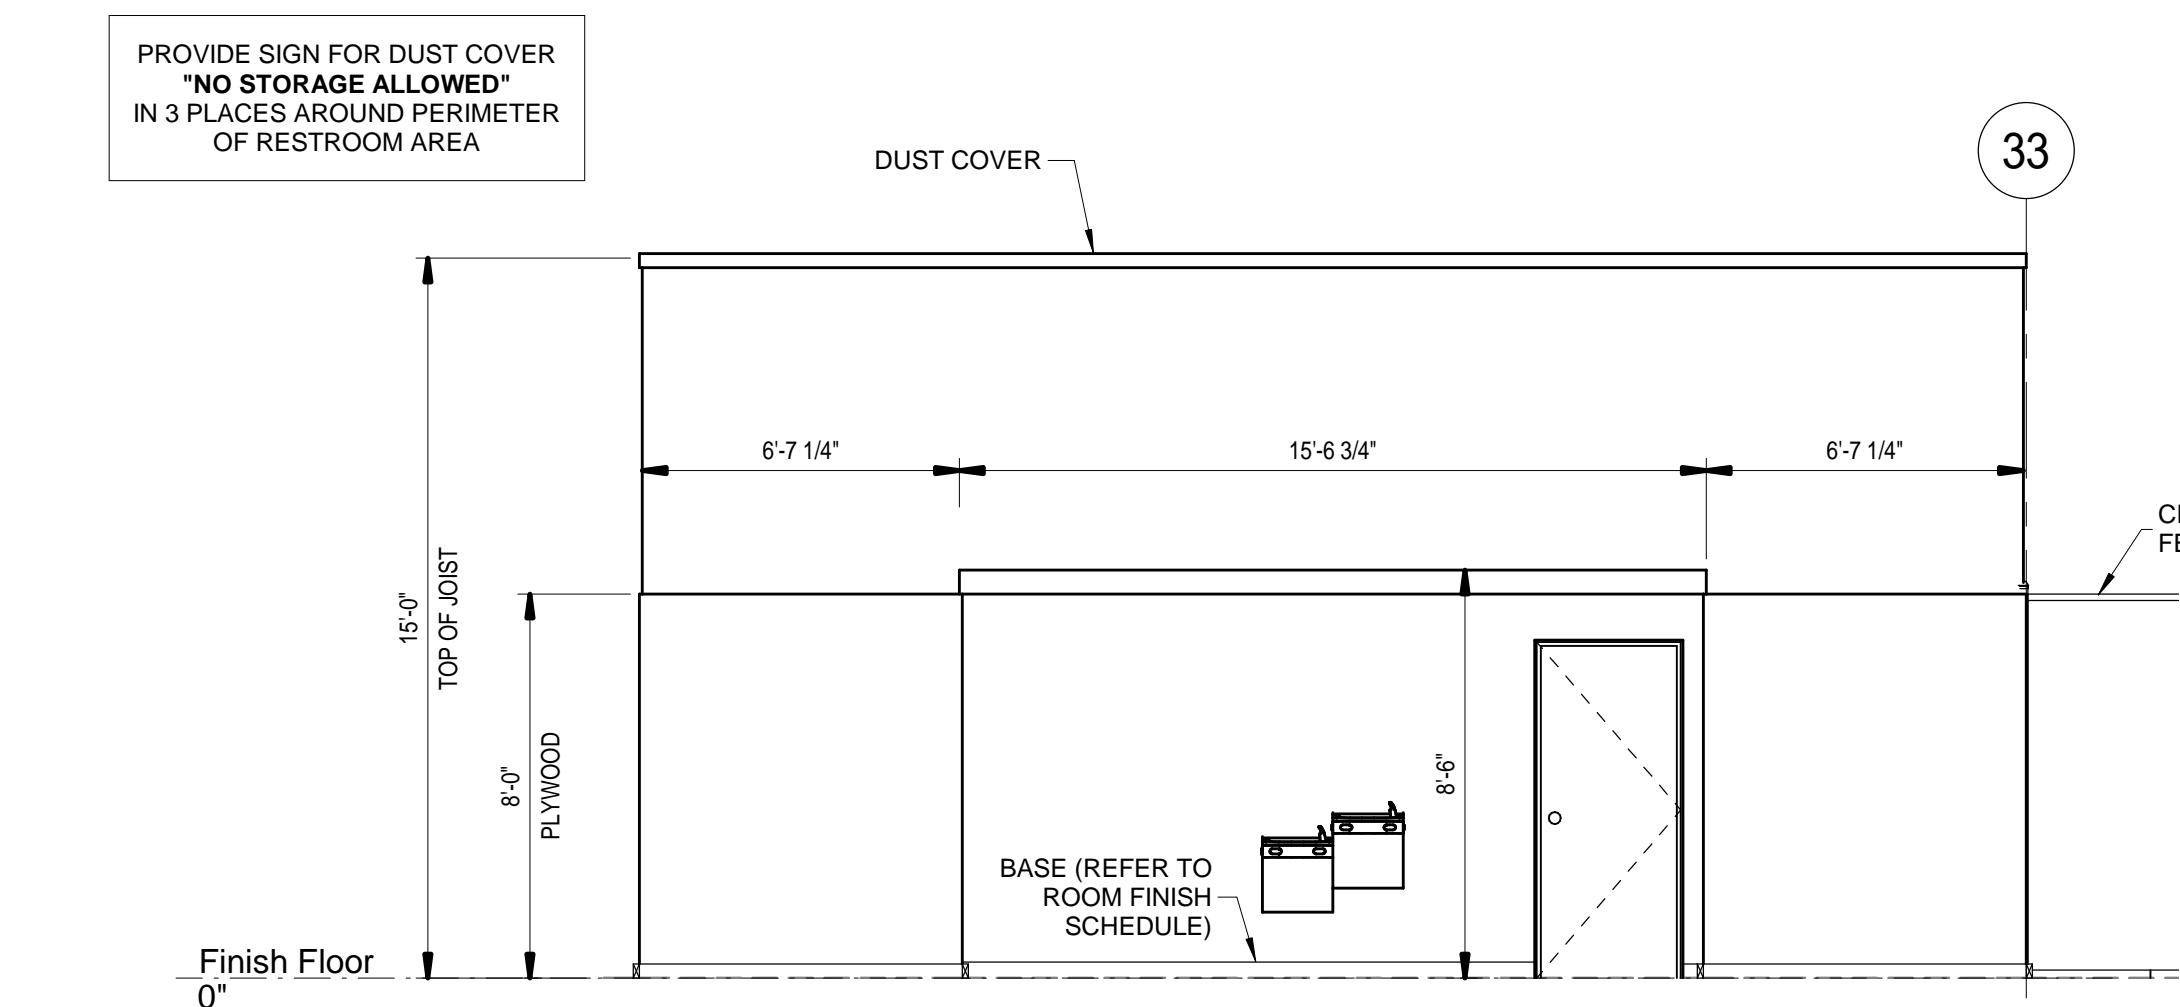 PROVIDE SIGN FOR DUST COVER
"NO STORAGE ALLOWED"
IN 3 PLACES AROUND PERIMETER
OF RESTROOM AREA
DUST COVER
33
6'-7 1/4"
15'-6 3/4"
6'-7 1/4"
15'-0"
TOP OF JOIST
8'-0"
PLYWOOD
8'-6"
BASE (REFER TO
ROOM FINISH
SCHEDULE)
Finish Floor
0"